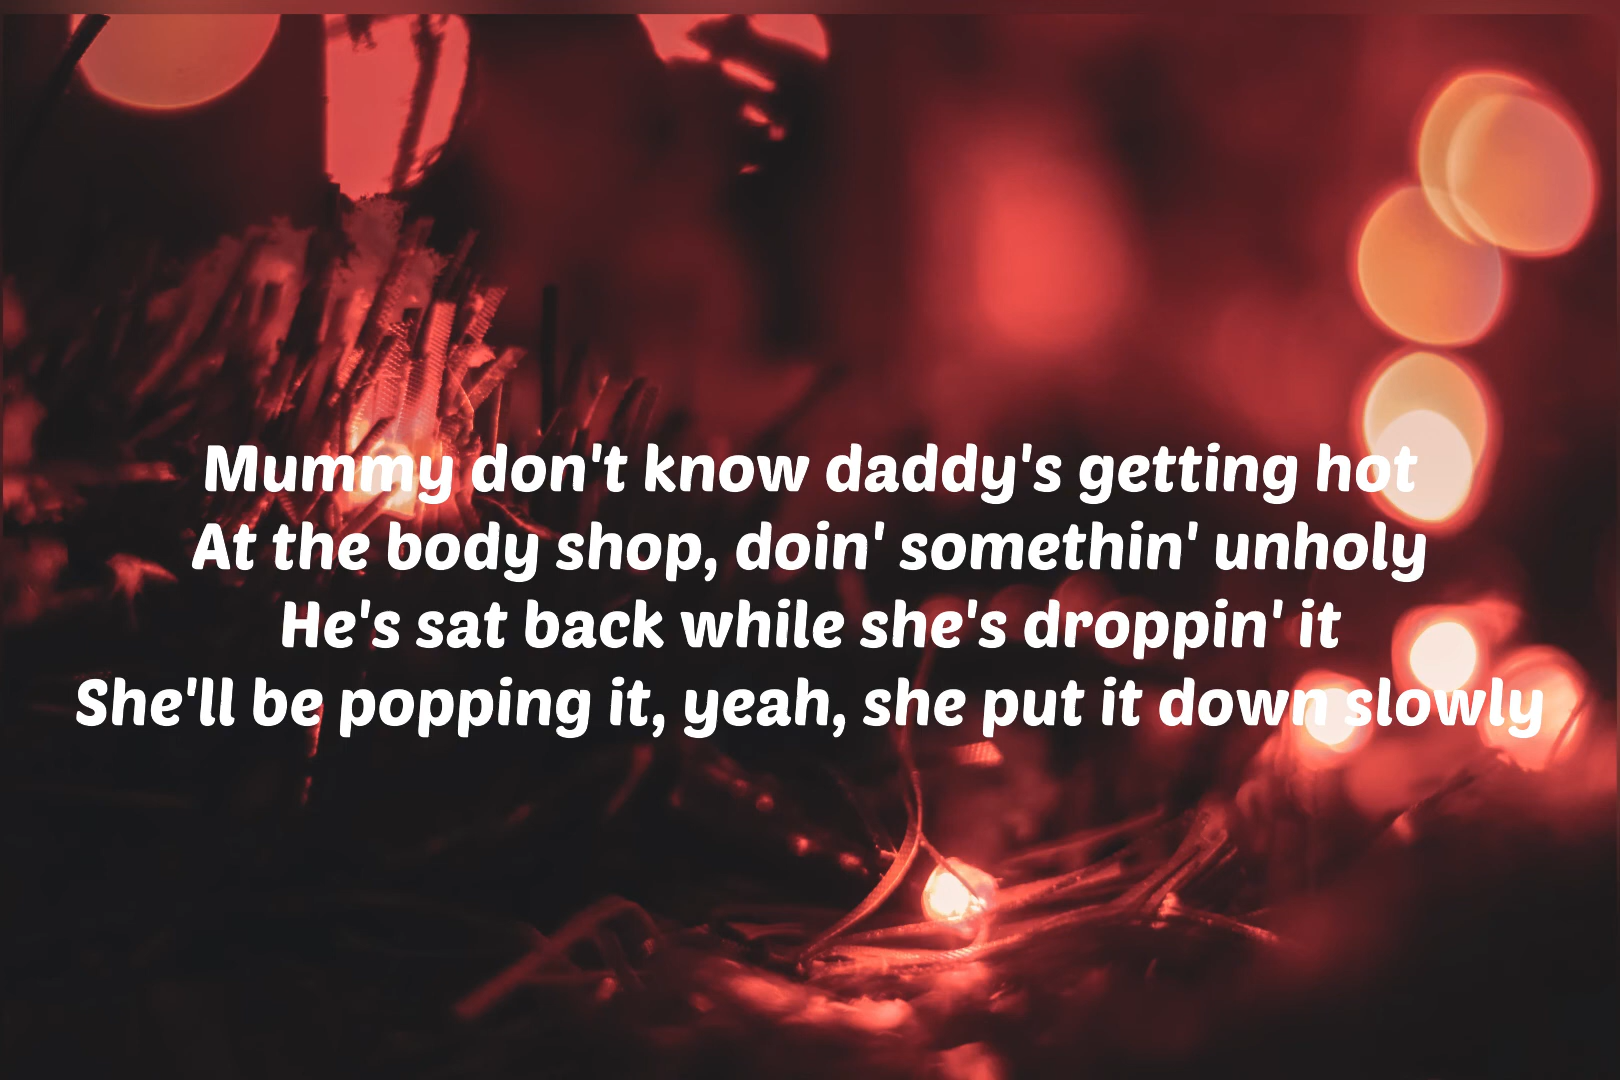 Mummy don't know daddy's getting hot
At the body shop, doin' somethin' unholy
He's sat back while she's droppin' it
She'll be popping it, yeah, she put it down slowly